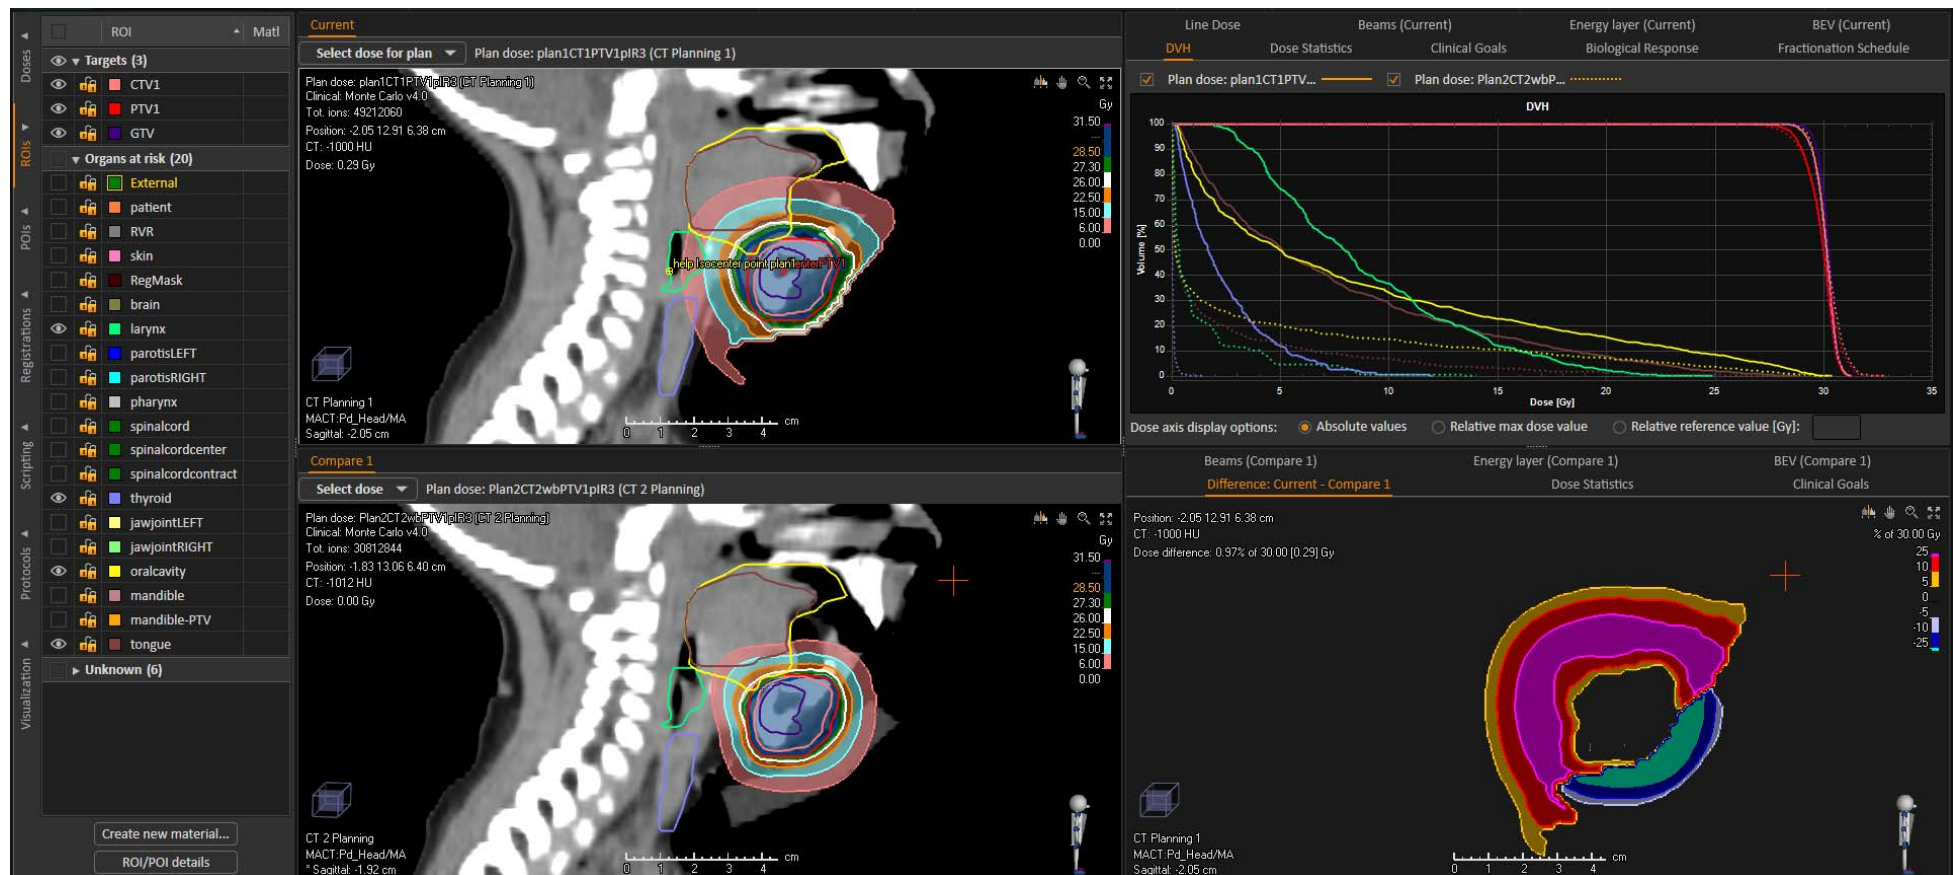 Doses
ROIs
POIs
Registrations
Scripting
Protocols
Visualization
ROI Matl
Targets (3)
CTV1
PTV1
GTV
Organs at risk (20)
External
patient
RVR
skin
RegMask
brain
larynx
parotisLEFT
parotisRIGHT
pharynx
spinalcord
spinalcordcenter
spinalcordcontract
thyroid
jawjointLEFT
jawjointRIGHT
oralcavity
mandible
mandible-PTV
tongue
Unknown (6)
Create new material...
ROI/POI details
Current
Select dose for plan Plan dose: plan1CT1PTV1pIR3 (CT Planning 1)
Plan dose: plan1CT1PTV1pIR3 (CT Planning 1)
Clinical: Monte Carlo v4.0
Tot. ions: 49212060
Position: -2.05 12.91 6.38 cm
CT: -1000 HU
Dose: 0.29 Gy
Gy
31.50
...
28.50
27.30
26.00
22.50
15.00
6.00
0.00
help Isocenter point plan1
CT Planning 1
MACT:Pd_Head/MA
Sagittal: -2.05 cm
0 1 2 3 4 cm
Compare 1
Select dose Plan dose: Plan2CT2wbPTV1pIR3 (CT 2 Planning)
Plan dose: Plan2CT2wbPTV1pIR3 (CT 2 Planning)
Clinical: Monte Carlo v4.0
Tot. ions: 30812844
Position: -1.83 13.06 6.40 cm
CT: -1012 HU
Dose: 0.00 Gy
Gy
31.50
...
28.50
27.30
26.00
22.50
15.00
6.00
0.00
CT 2 Planning
MACT:Pd_Head/MA
* Sagittal: -1.92 cm
0 1 2 3 4 cm
Line Dose Beams (Current) Energy layer (Current) BEV (Current)
DVH Dose Statistics Clinical Goals Biological Response Fractionation Schedule
Plan dose: plan1CT1PTV... Plan dose: Plan2CT2wbP...
DVH
Volume [%]
100
90
80
70
60
50
40
30
20
10
0
0 5 10 15 20 25 30 35
Dose [Gy]
Dose axis display options: Absolute values Relative max dose value Relative reference value [Gy]:
Beams (Compare 1) Energy layer (Compare 1) BEV (Compare 1)
Difference: Current - Compare 1 Dose Statistics Clinical Goals
Position: -2.05 12.91 6.38 cm
CT: -1000 HU
Dose difference: 0.97% of 30.00 [0.29] Gy
% of 30.00 Gy
25
10
5
0
-5
-10
-25
CT Planning 1
MACT:Pd_Head/MA
Sagittal: -2.05 cm
0 1 2 3 4 cm